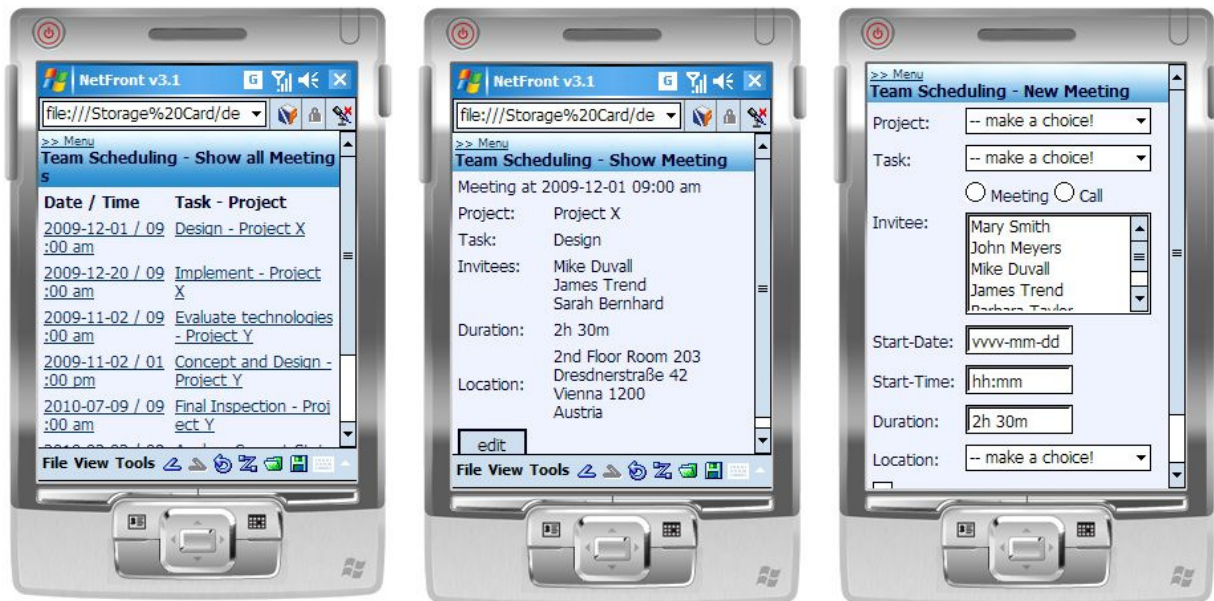 NetFront v3.1
G
file:///Storage%20Card/de
>> Menu
Team Scheduling - Show all Meeting
s
Date / Time Task - Project
2009-12-01 / 09 Design - Project X
:00 am
2009-12-20 / 09 Implement - Project
:00 am X
2009-11-02 / 09 Evaluate technologies
:00 am - Project Y
2009-11-02 / 01 Concept and Design -
:00 pm Project Y
2010-07-09 / 09 Final Inspection - Proj
:00 am ect Y
File View Tools
NetFront v3.1
G
file:///Storage%20Card/de
>> Menu
Team Scheduling - Show Meeting
Meeting at 2009-12-01 09:00 am
Project: Project X
Task: Design
Invitees: Mike Duvall
James Trend
Sarah Bernhard
Duration: 2h 30m
2nd Floor Room 203
Dresdnerstraße 42
Location:
Vienna 1200
Austria
edit
File View Tools
>> Menu
Team Scheduling - New Meeting
Project: -- make a choice!
Task: -- make a choice!
Meeting Call
Invitee: Mary Smith
John Meyers
Mike Duvall
James Trend
Barbara Taylor
Start-Date: yyyy-mm-dd
Start-Time: hh:mm
Duration: 2h 30m
Location: -- make a choice!